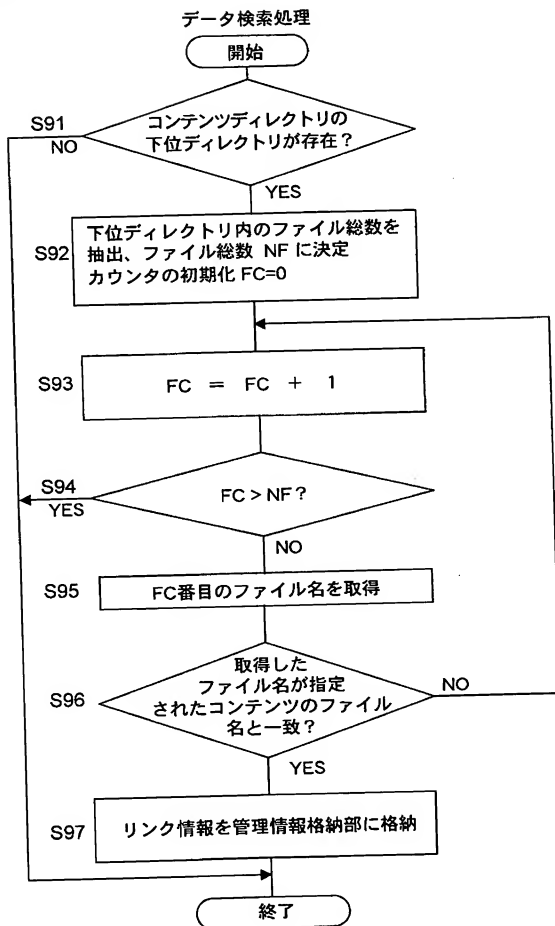 データ検索処理
開始
S91
NO
コンテンツディレクトリの
下位ディレクトリが存在?
YES
S92
下位ディレクトリ内のファイル総数を
抽出、ファイル総数 NF に決定
カウンタの初期化 FC=0
S93
FC = FC + 1
S94
YES
FC > NF?
NO
S95
FC番目のファイル名を取得
S96
取得した
ファイル名が指定
されたコンテンツのファイル
名と一致?
NO
YES
S97
リンク情報を管理情報格納部に格納
終了